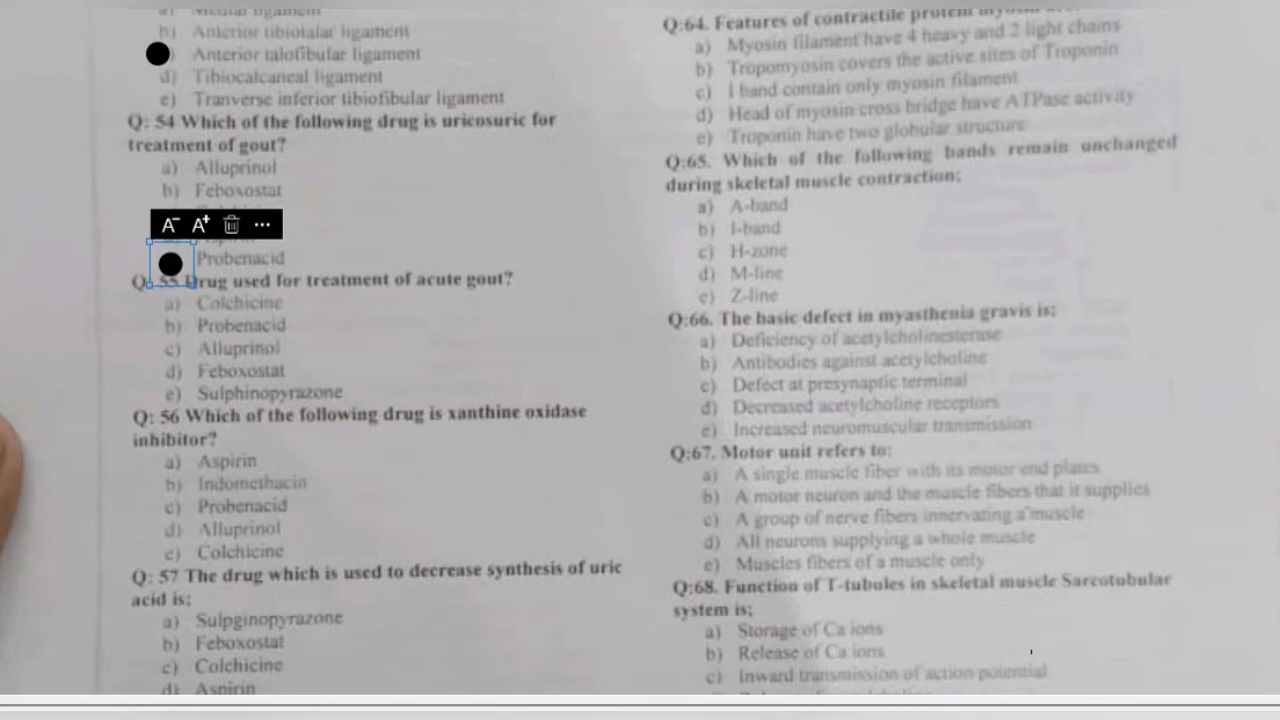 b) Anterior tibiotalar ligament
Anterior talofibular ligament
d) Tibiocalcaneal ligament
e) Tranverse inferior tibiofibular ligament
Q: 54 Which of the following drug is uricosuric for
treatment of gout?
a) Alluprinol
b) Feboxostat
A- A+ ...
Probenacid
Q: 55 Drug used for treatment of acute gout?
a) Colchicine
b) Probenacid
c) Alluprinol
d) Feboxostat
e) Sulphinopyrazone
Q: 56 Which of the following drug is xanthine oxidase
inhibitor?
a) Aspirin
b) Indomethacin
c) Probenacid
d) Alluprinol
e) Colchicine
Q: 57 The drug which is used to decrease synthesis of uric
acid is;
a) Sulpginopyrazone
b) Feboxostat
c) Colchicine
d) Aspirin
Q:64. Features of contractile protein
a) Myosin filament have 4 heavy and 2 light chains
b) Tropomyosin covers the active sites of Troponin
c) I band contain only myosin filament
d) Head of myosin cross bridge have ATPase activity
e) Troponin have two globular structure
Q:65. Which of the following bands remain unchanged
during skeletal muscle contraction;
a) A-band
b) I-band
c) H-zone
d) M-line
e) Z-line
Q:66. The basic defect in myasthenia gravis is;
a) Deficiency of acetylcholinesterase
b) Antibodies against acetylcholine
c) Defect at presynaptic terminal
d) Decreased acetylcholine receptors
e) Increased neuromuscular transmission
Q:67. Motor unit refers to:
a) A single muscle fiber with its motor end plates
b) A motor neuron and the muscle fibers that it supplies
c) A group of nerve fibers innervating a muscle
d) All neurons supplying a whole muscle
e) Muscles fibers of a muscle only
Q:68. Function of T-tubules in skeletal muscle Sarcotubular
system is;
a) Storage of Ca ions
b) Release of Ca ions
c) Inward transmission of action potential